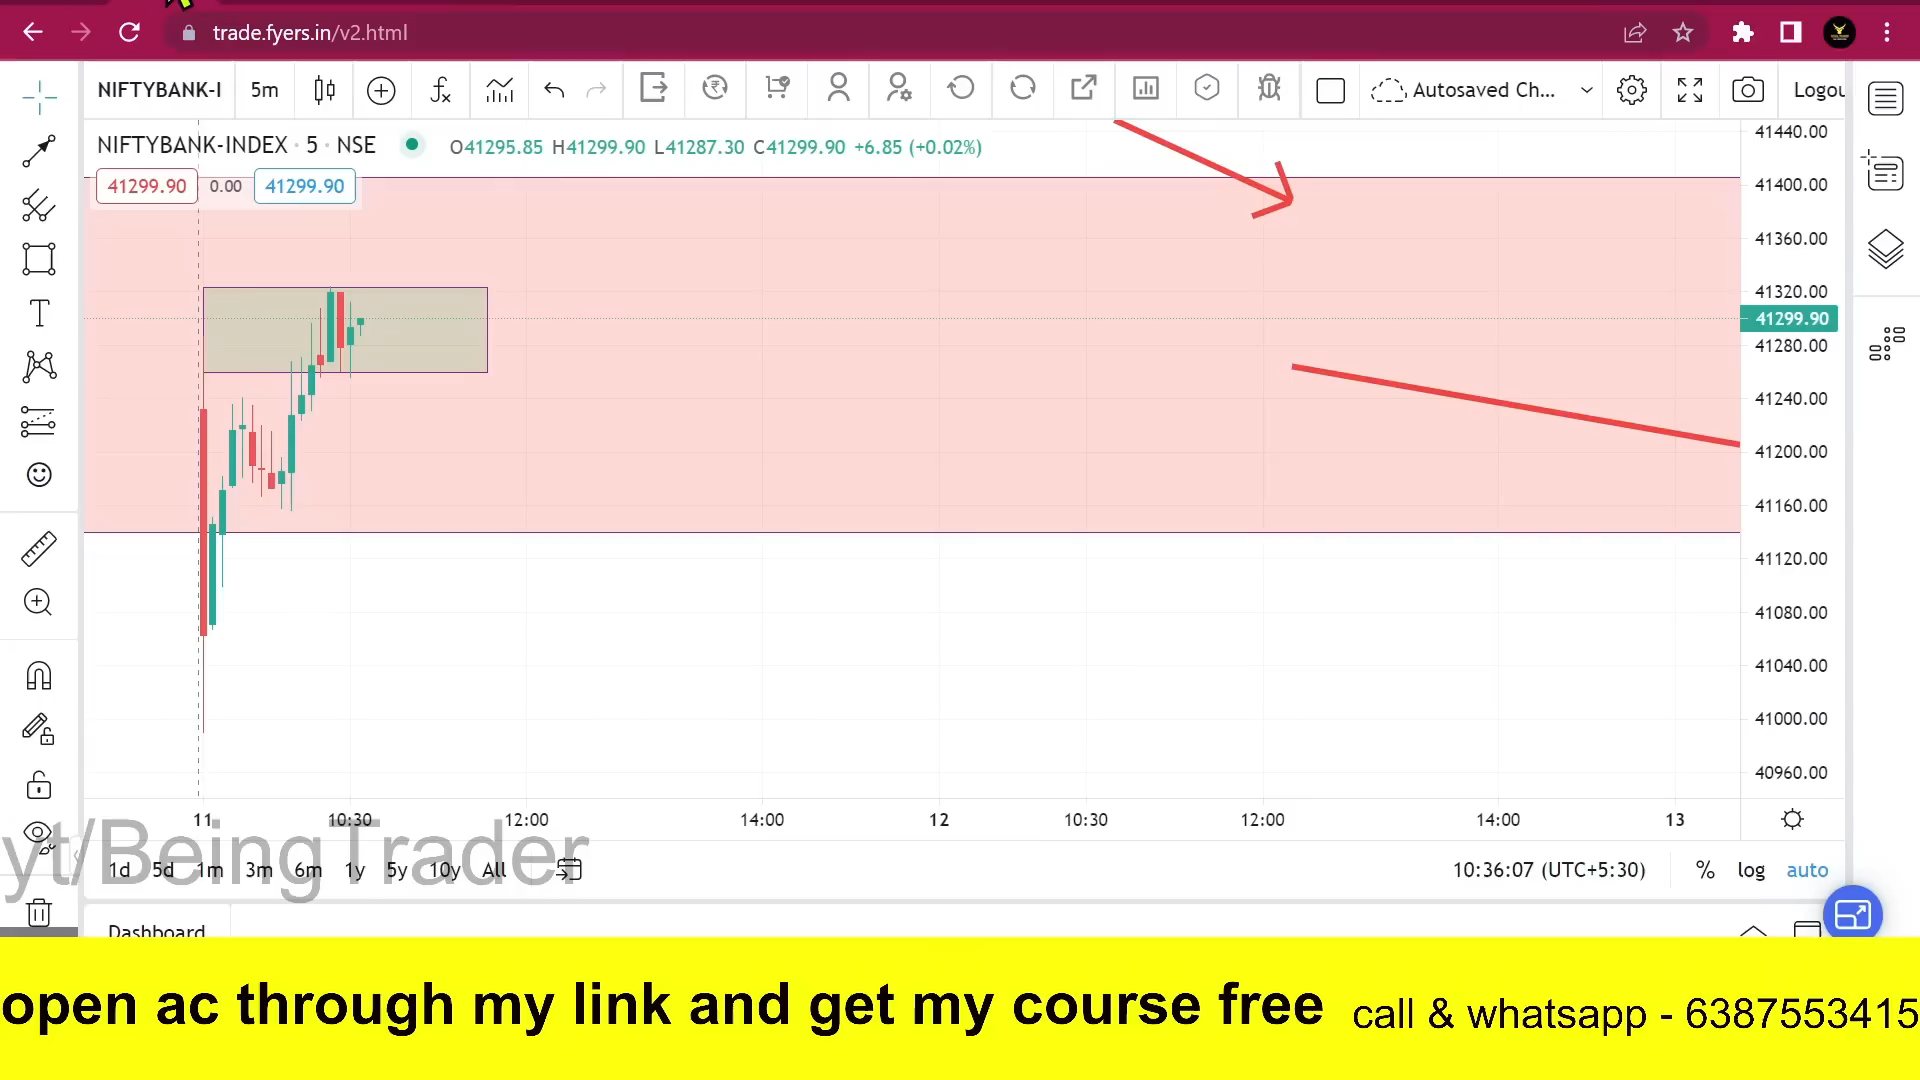 trade.fyers.in/v2.html
NIFTYBANK-I 5m Autosaved Ch... Logou
NIFTYBANK-INDEX · 5 · NSE O41295.85 H41299.90 L41287.30 C41299.90 +6.85 (+0.02%)
41299.90 0.00 41299.90
41440.00
41400.00
41360.00
41320.00
41299.90
41280.00
41240.00
41200.00
41160.00
41120.00
41080.00
41040.00
41000.00
40960.00
11 10:30 12:00 14:00 12 10:30 12:00 14:00 13
yt/BeingTrader
1d 5d 1m 3m 6m 1y 5y 10y All 10:36:07 (UTC+5:30) % log auto
Dashboard
open ac through my link and get my course free call & whatsapp - 6387553415